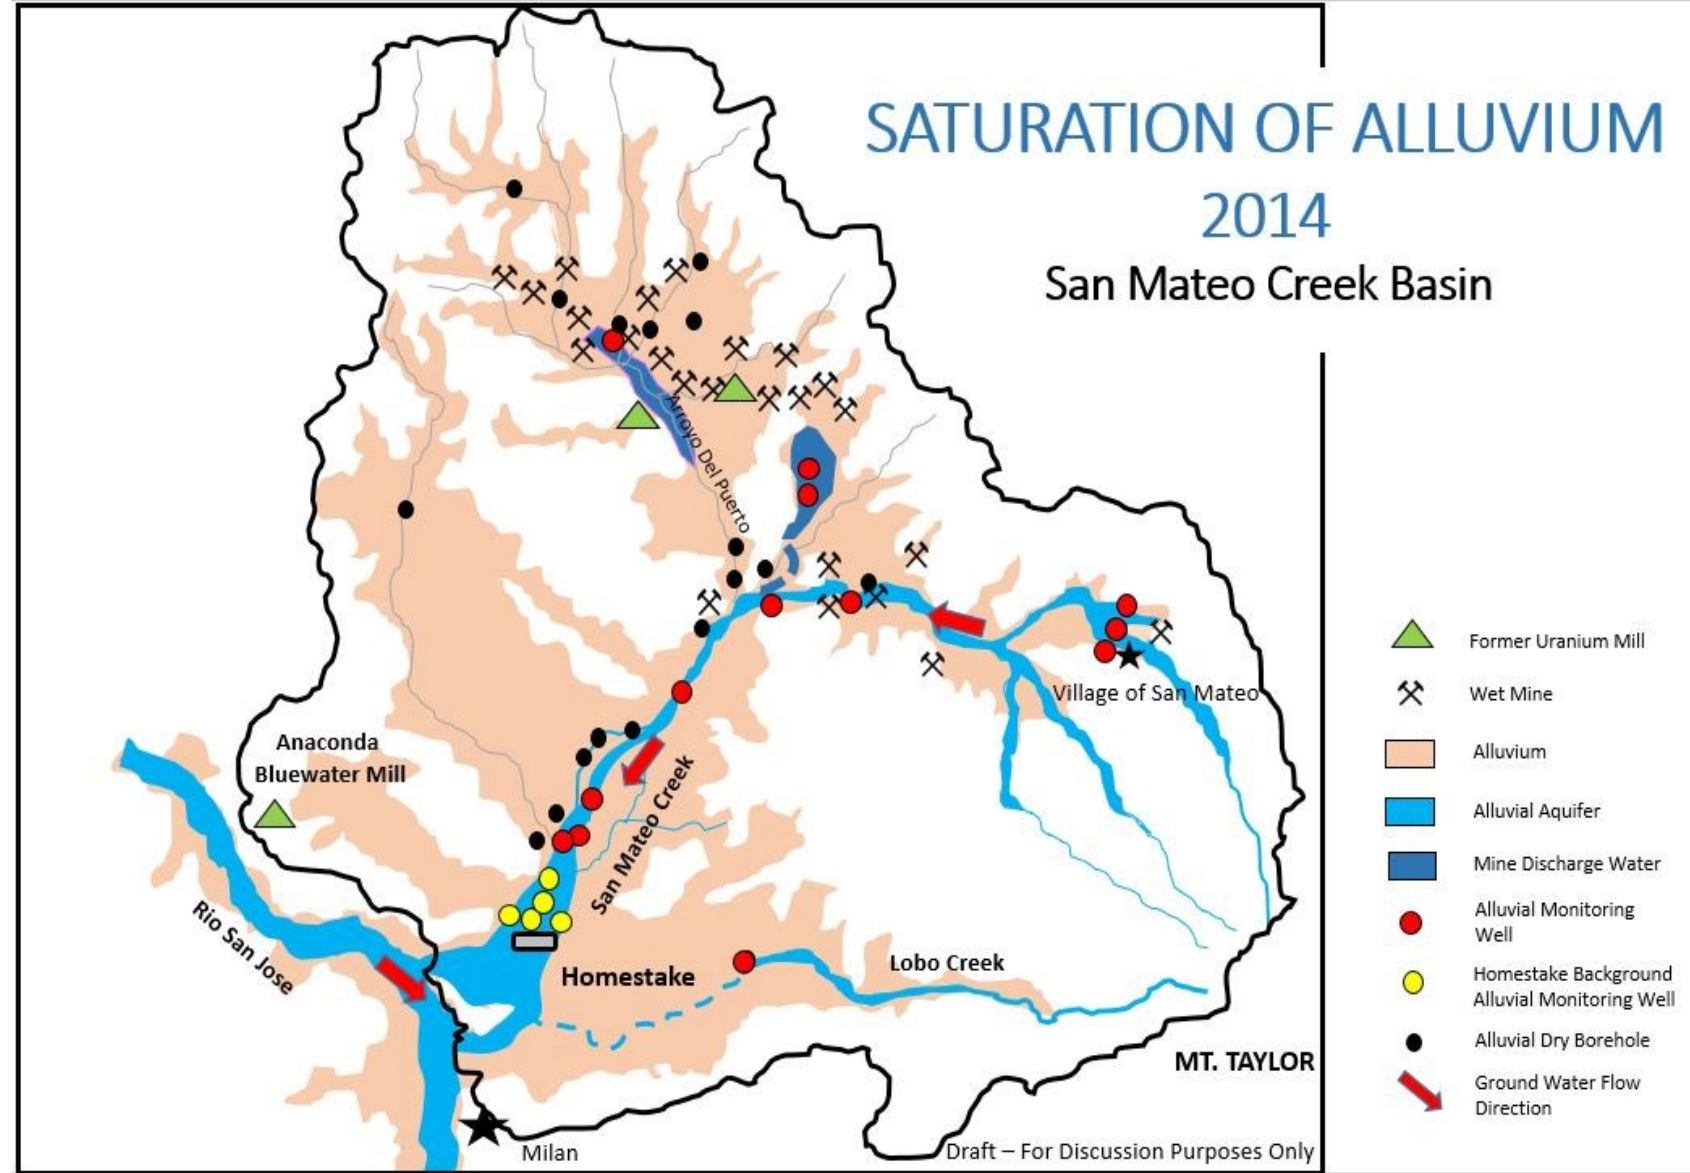 SATURATION OF ALLUVIUM
2014
San Mateo Creek Basin
Arroyo Del Puerto
Village of San Mateo
Anaconda
Bluewater Mill
San Mateo Creek
Rio San Jose
Homestake
Lobo Creek
MT. TAYLOR
Milan
Draft – For Discussion Purposes Only
Former Uranium Mill
Wet Mine
Alluvium
Alluvial Aquifer
Mine Discharge Water
Alluvial Monitoring
Well
Homestake Background
Alluvial Monitoring Well
Alluvial Dry Borehole
Ground Water Flow
Direction